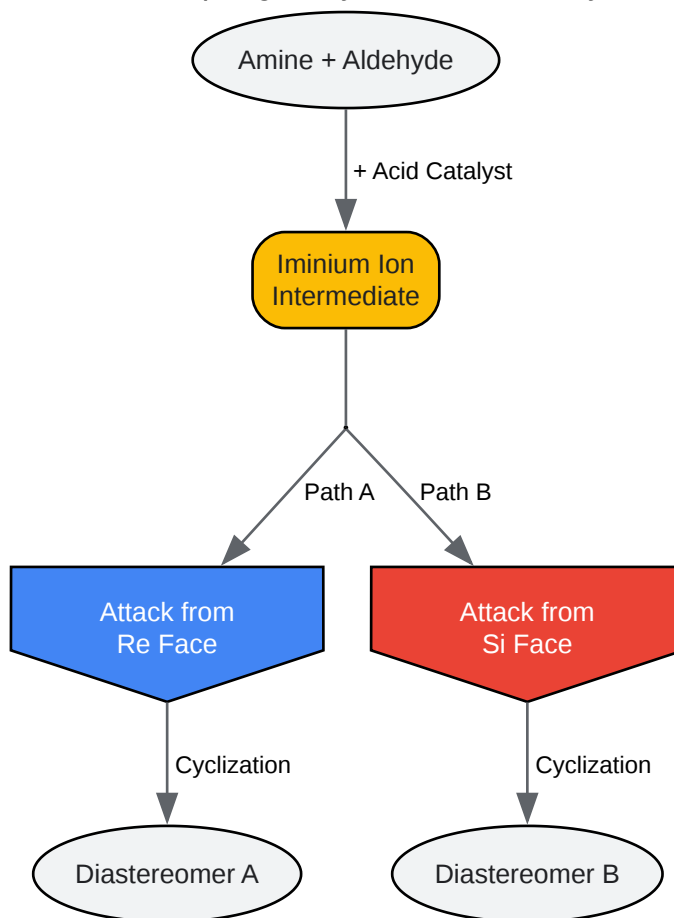 Amine + Aldehyde
+ Acid Catalyst
Iminium Ion
Intermediate
Path A
Path B
Attack from
Re Face
Attack from
Si Face
Cyclization
Cyclization
Diastereomer A
Diastereomer B